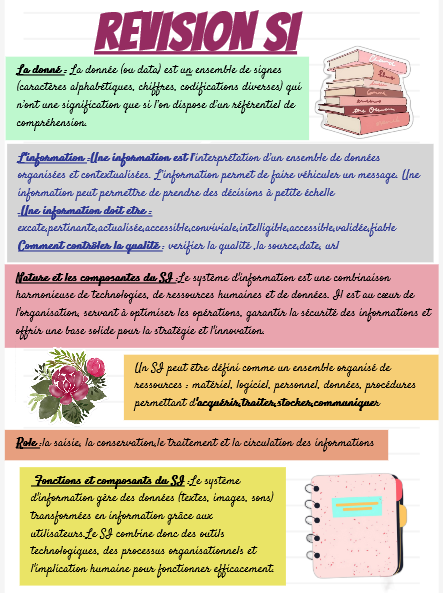 REVISION SI
La donné : La donnée (ou data) est un ensemble de signes
(caractères alphabétiques, chiffres, codifications diverses) qui
n'ont une signification que si l'on dispose d'un référentiel de
compréhension.
L'information :Une information est l'interprétation d'un ensemble de données
organisées et contextualisées. L'information permet de faire véhiculer un message. Une
information peut permettre de prendre des décisions à petite échelle
-Une information doit être :
excate,pertinante,actualisée,accessible,conviviale,intelligible,accessible,validée,fiable
Comment contrôler la qualité : verifier la qualité ,la source,date, url
Nature et les composantes du SI :Le système d'information est une combinaison
harmonieuse de technologies, de ressources humaines et de données. Il est au cœur de
l'organisation, servant à optimiser les opérations, garantir la sécurité des informations et
offrir une base solide pour la stratégie et l'innovation.
Un SI peut être défini comme un ensemble organisé de
ressources : matériel, logiciel, personnel, données, procédures
permettant d'acquérir,traiter,stocker,communiquer
Role :la saisie, la conservation,le traitement et la circulation des informations
Fonctions et composants du SI :Le système
d'information gère des données (textes, images, sons)
transformées en information grâce aux
utilisateurs.Le SI combine donc des outils
technologiques, des processus organisationnels et
l'implication humaine pour fonctionner efficacement.